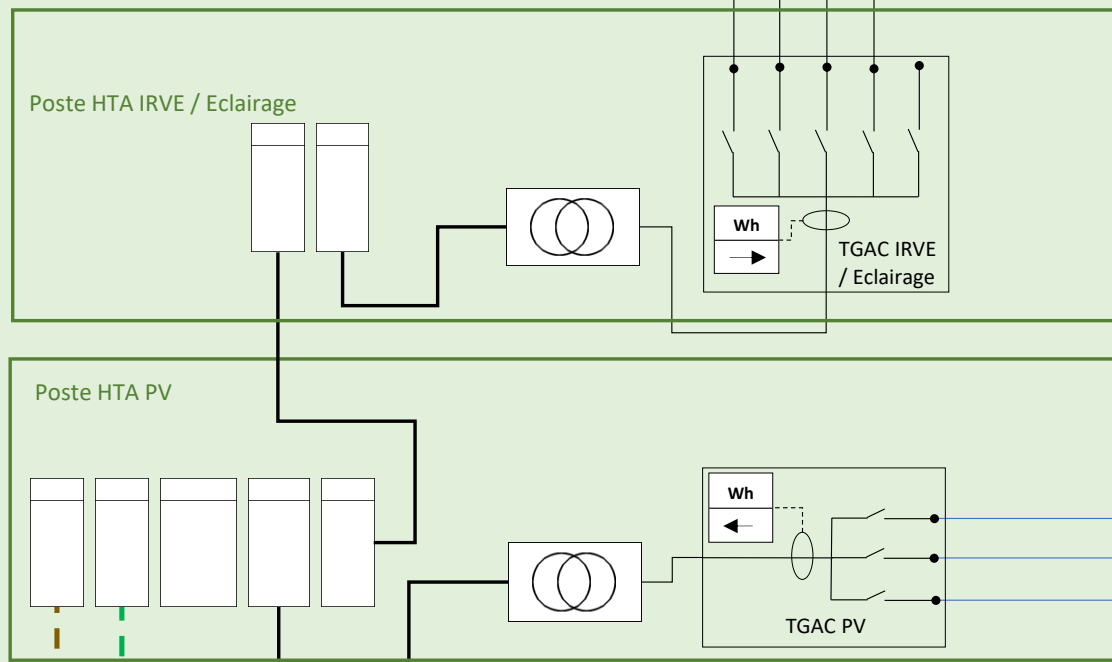 Poste HTA IRVE / Eclairage
Wh
TGAC IRVE
/ Eclairage
Poste HTA PV
Wh
TGAC PV